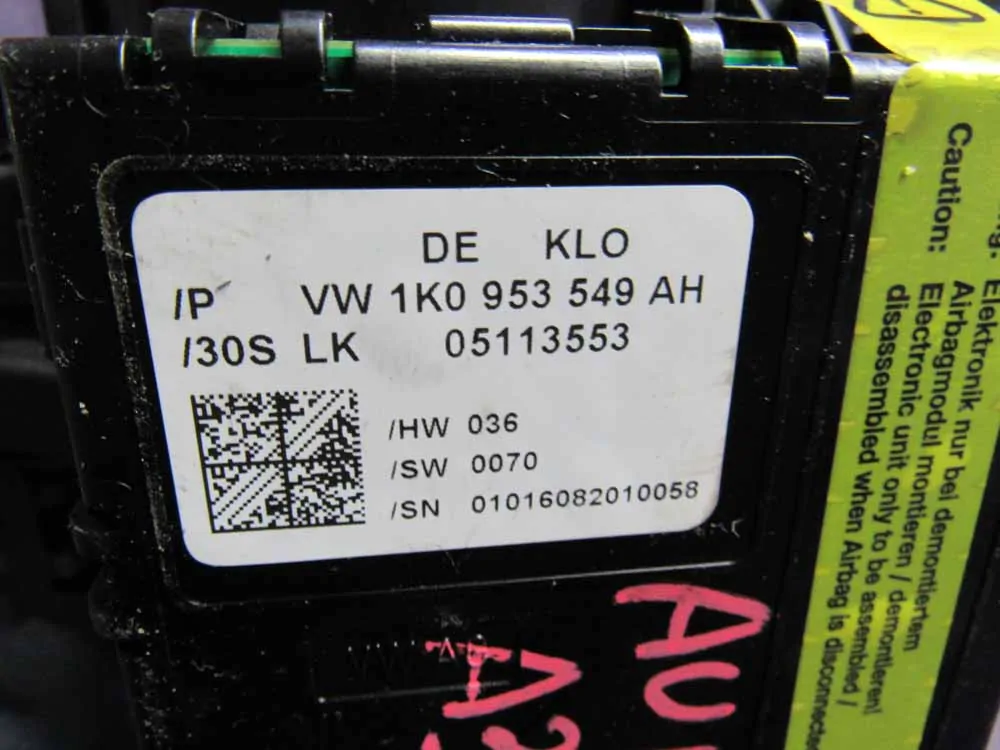 DE KLO
/P VW 1K0 953 549 AH
/30S LK 05113553
/HW 036
/SW 0070
/SN 01016082010058
Elektronik nur bei demontiertem
Airbagmodul montieren / demontieren!
Caution: Electronic unit only to be assembled /
disassembled when Airbag is disconnected